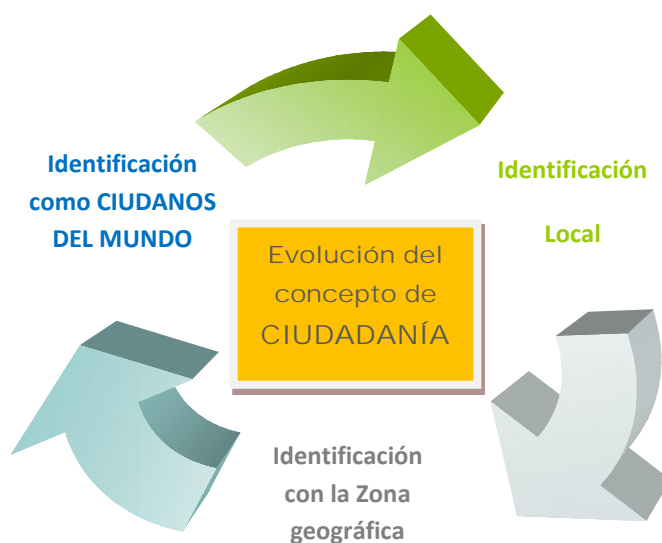 Identificación
como CIUDANOS
DEL MUNDO
Identificación
Local
Evolución del
concepto de
CIUDADANÍA
Identificación
con la Zona
geográfica